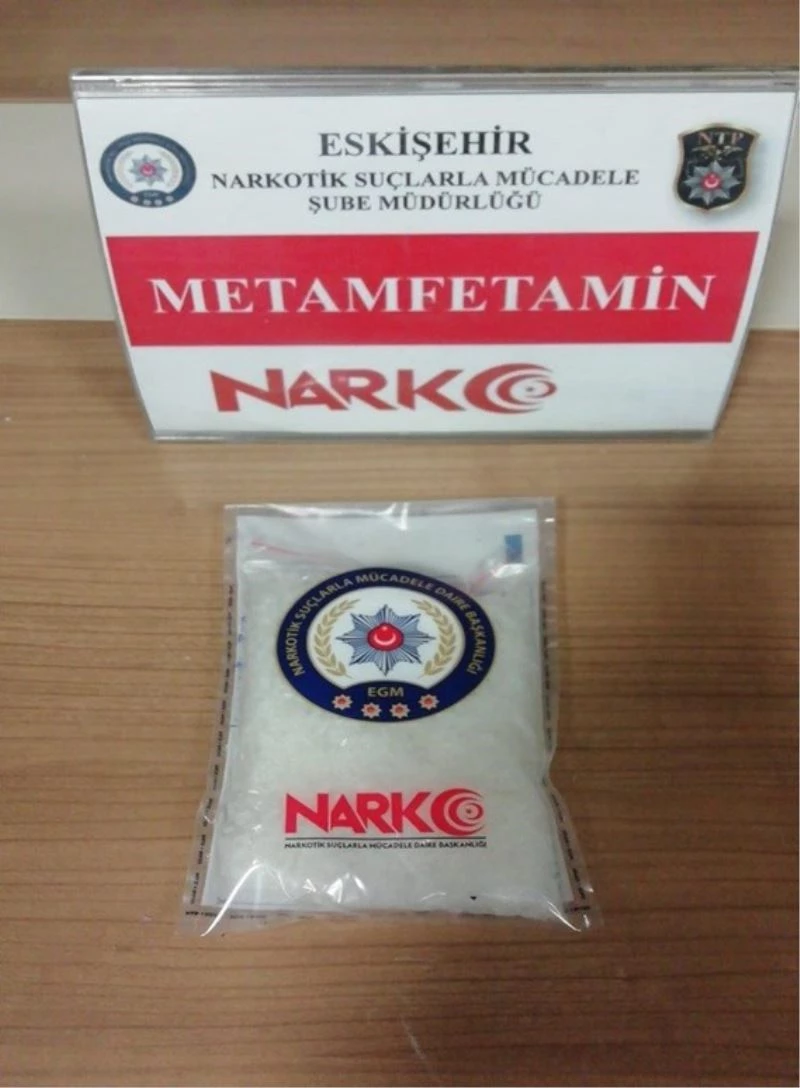 ESKİŞEHİR
NARKOTİK SUÇLARLA MÜCADELE
ŞUBE MÜDÜRLÜĞÜ
NTP
METAMFETAMİN
NARKO
NARKOTİK SUÇLARLA MÜCADELE DAİRE BAŞKANLIĞI
EGM
NARKO
NARKOTİK SUÇLARLA MÜCADELE DAİRE BAŞKANLIĞI